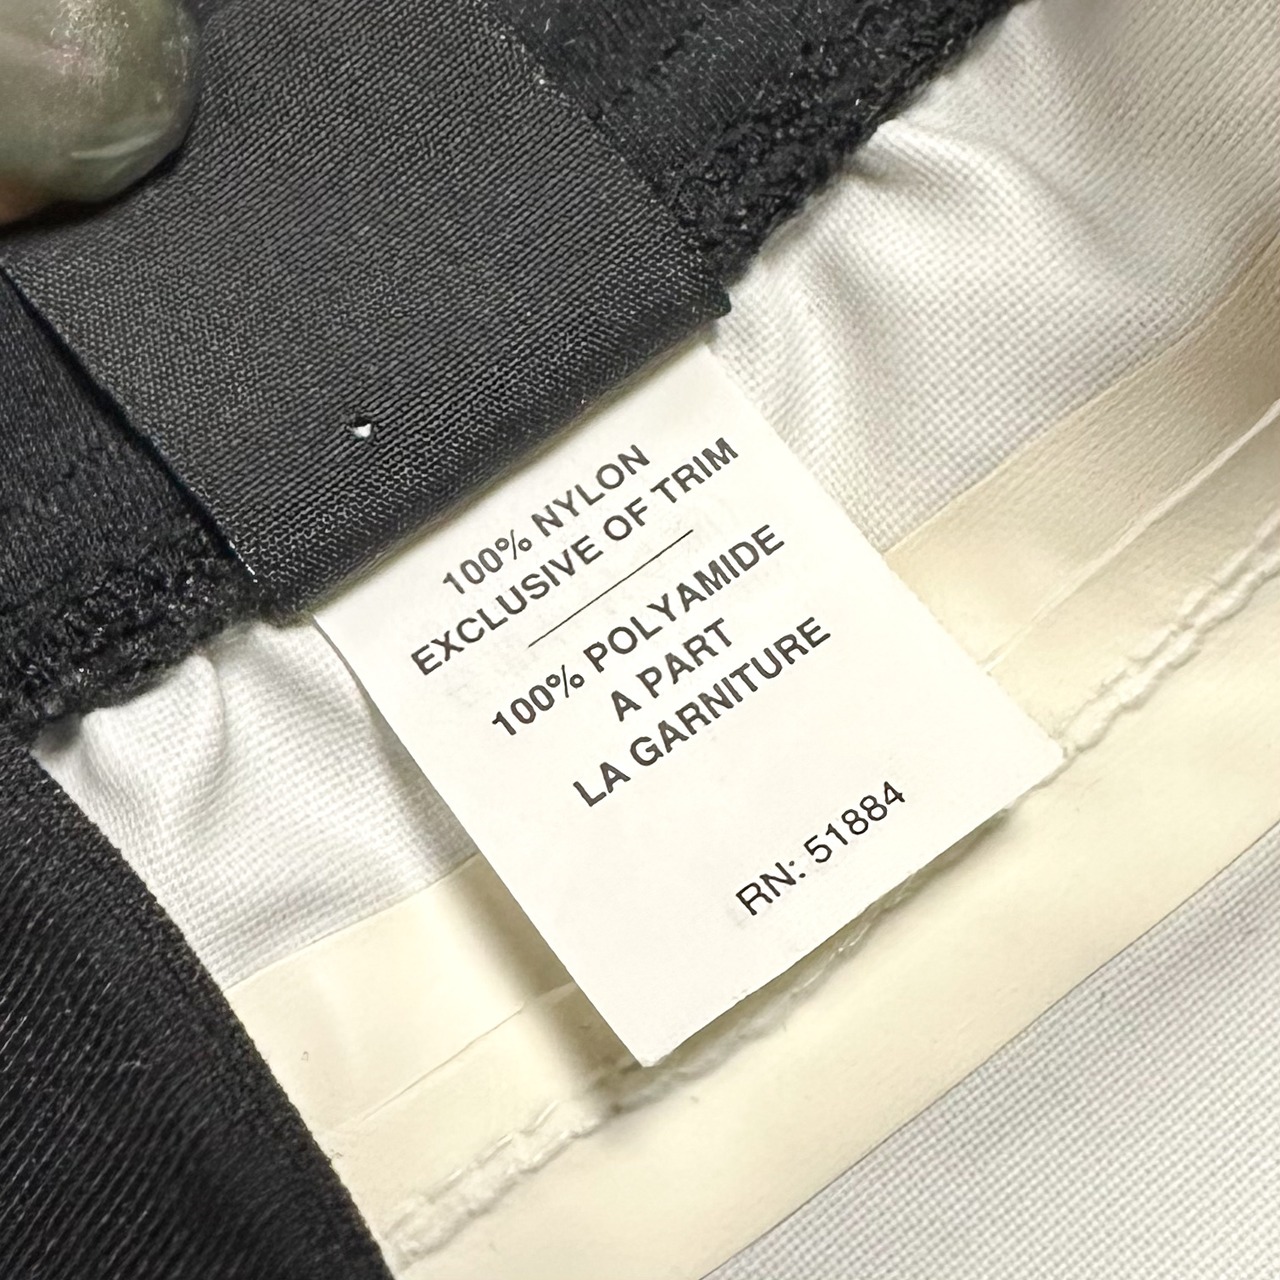 100% NYLON
EXCLUSIVE OF TRIM
100% POLYAMIDE
A PART
LA GARNITURE
RN: 51884